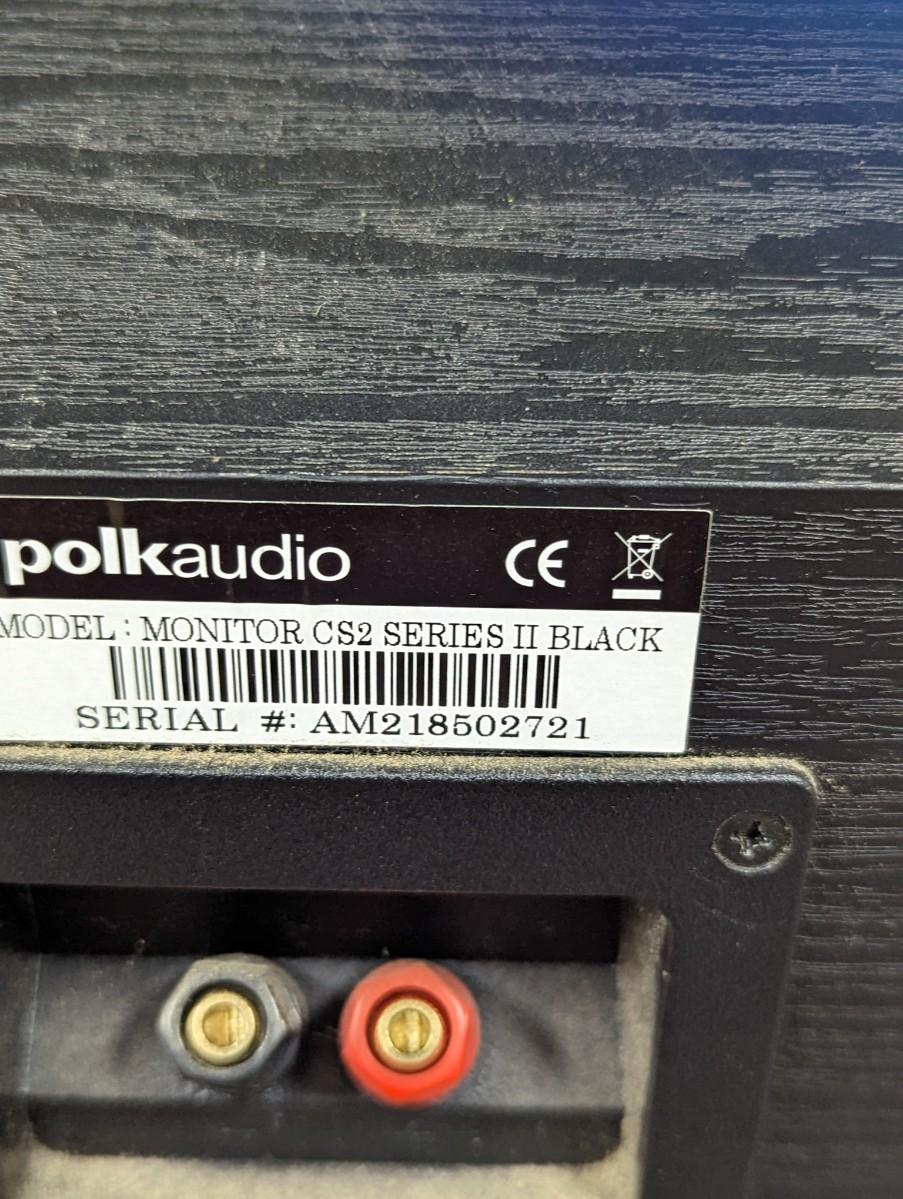 polkaudio CE
MODEL : MONITOR CS2 SERIES II BLACK
SERIAL #: AM218502721